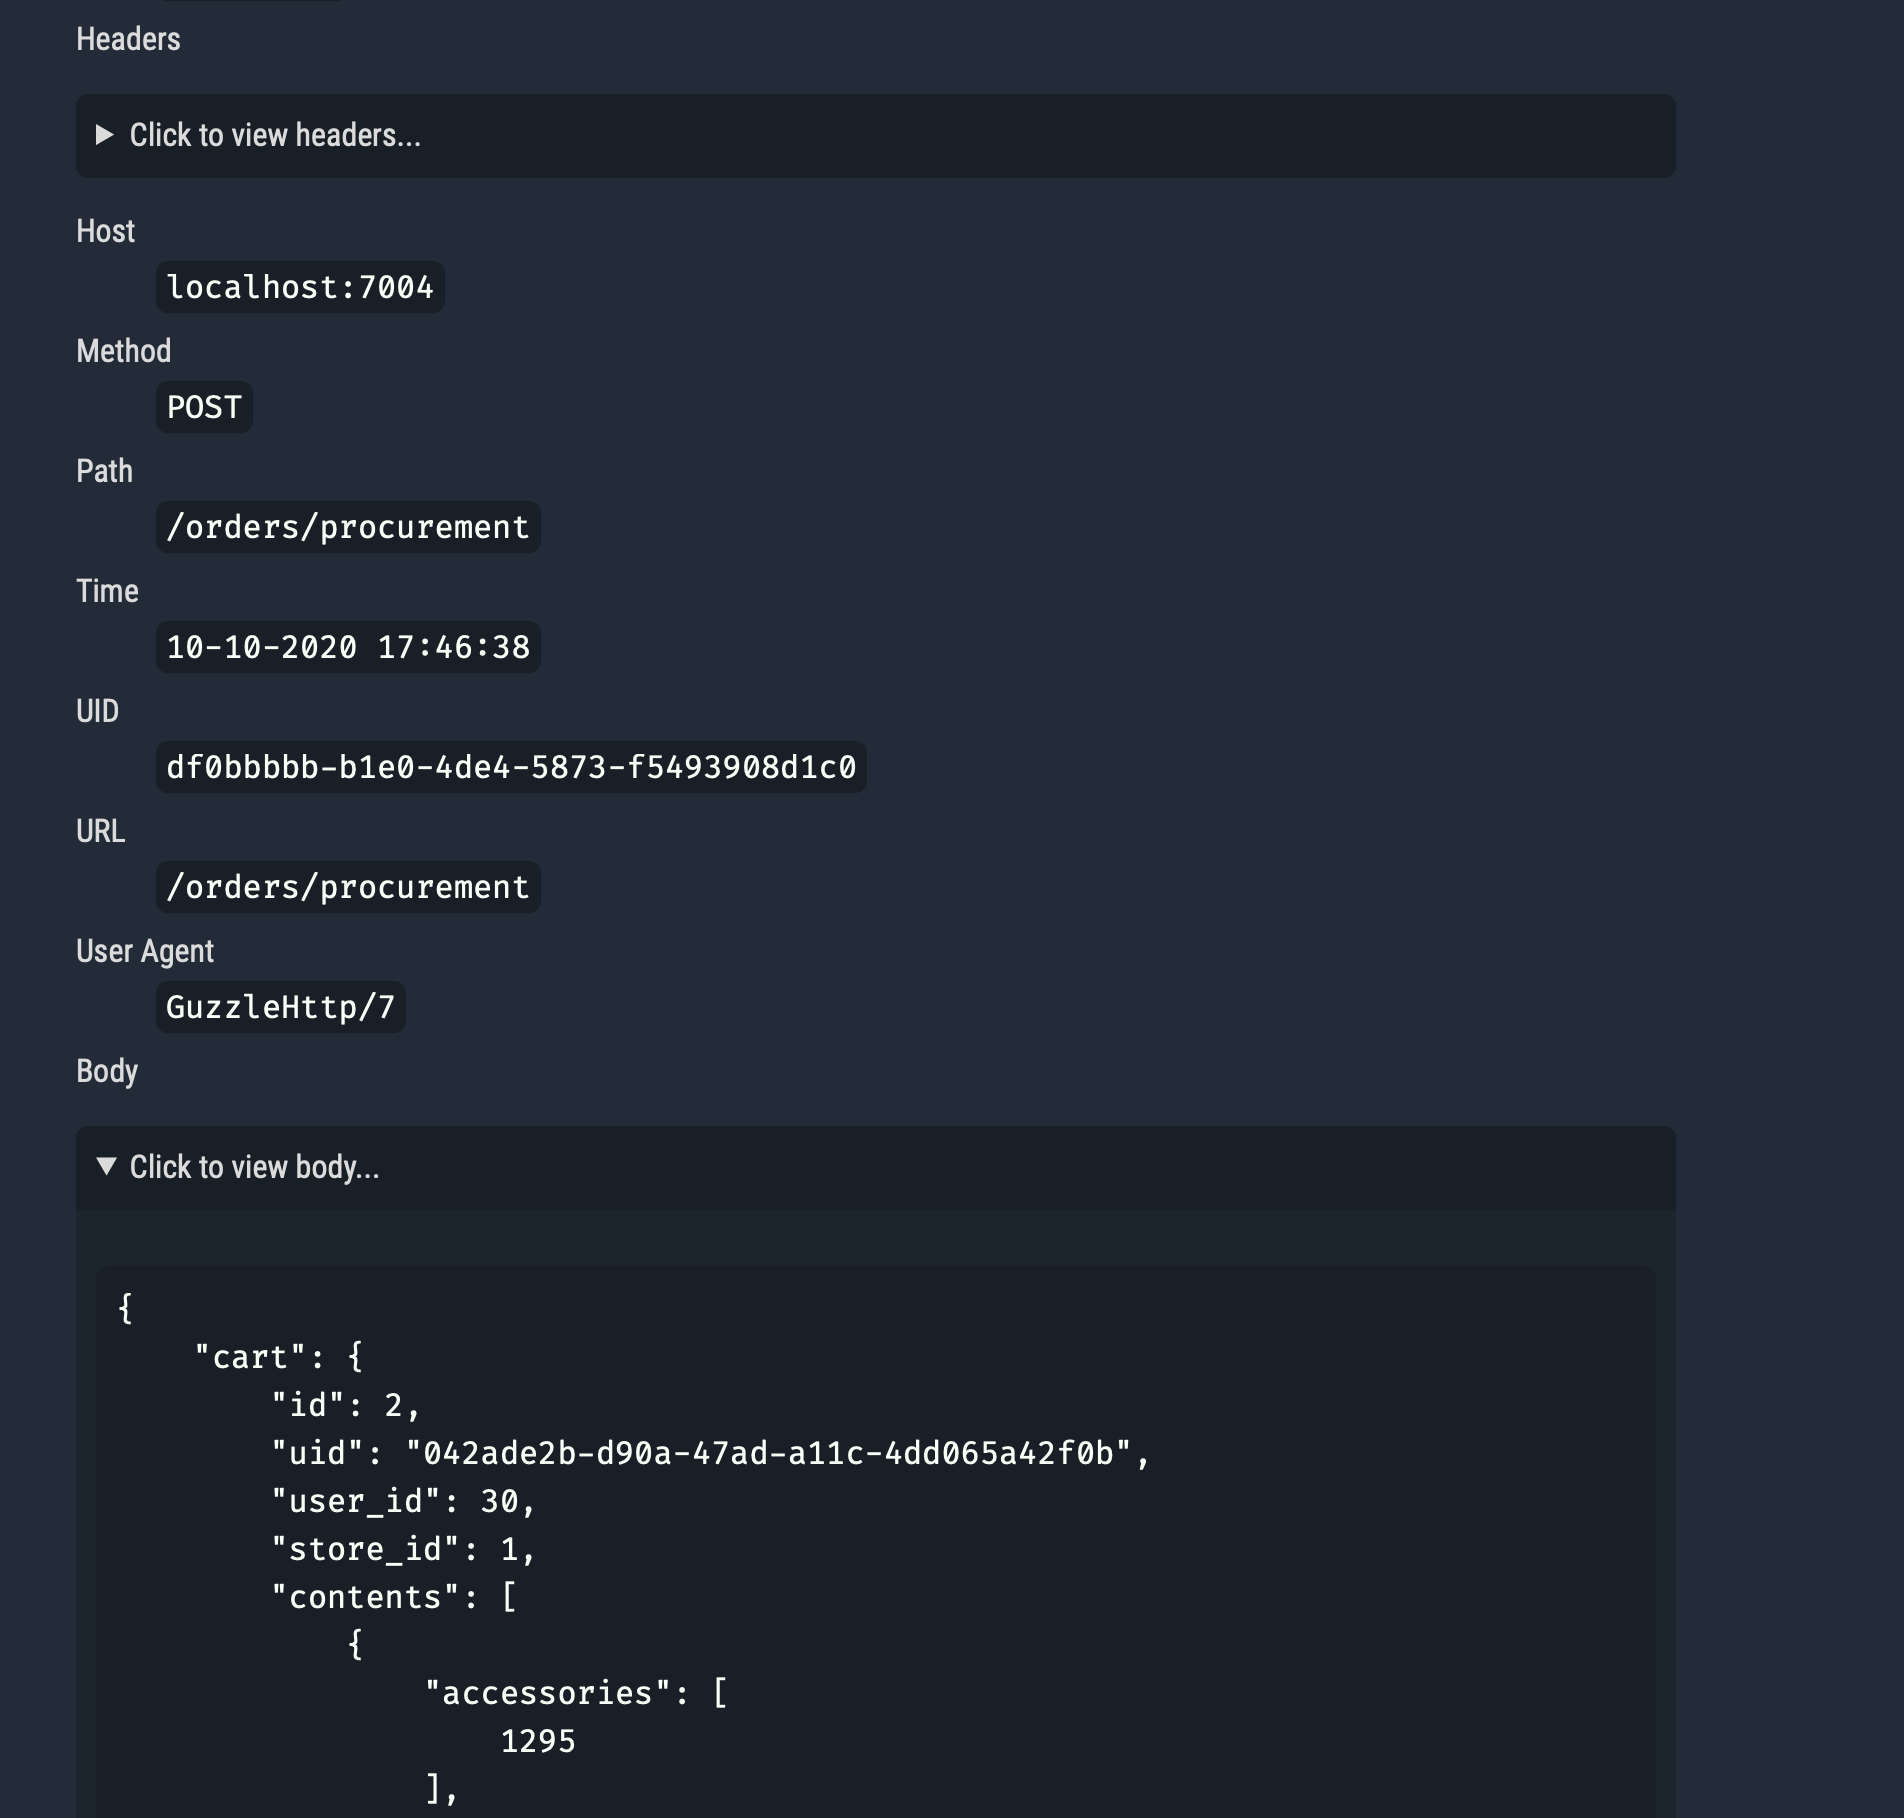 Headers
Click to view headers...
Host
localhost:7004
Method
POST
Path
/orders/procurement
Time
10-10-2020 17:46:38
UID
df0bbbbb-b1e0-4de4-5873-f5493908d1c0
URL
/orders/procurement
User Agent
GuzzleHttp/7
Body
Click to view body...
{
    "cart": {
        "id": 2,
        "uid": "042ade2b-d90a-47ad-a11c-4dd065a42f0b",
        "user_id": 30,
        "store_id": 1,
        "contents": [
            {
                "accessories": [
                    1295
                ],